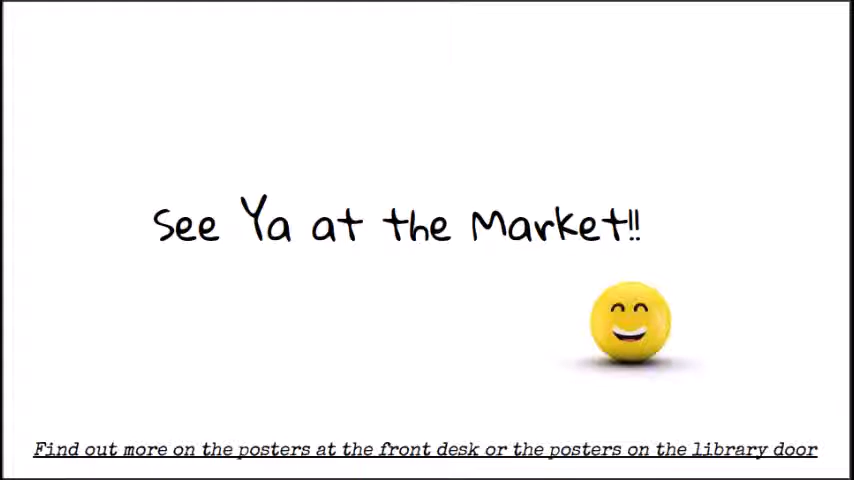 See Ya at the Market!!
Find out more on the posters at the front desk or the posters on the library door